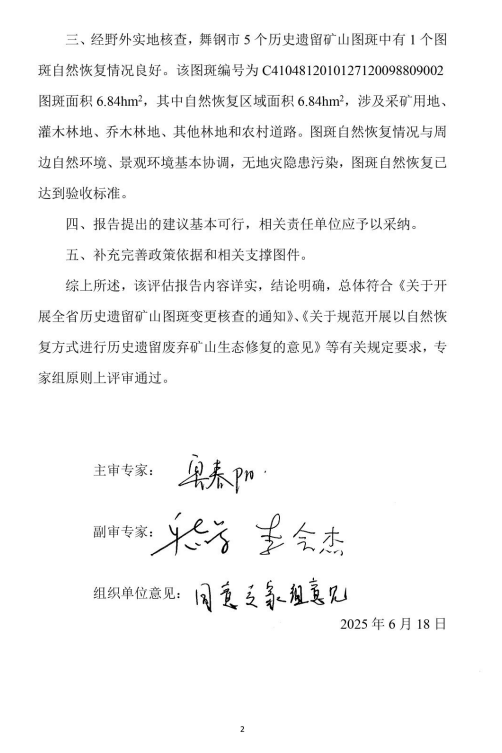 三、经野外实地核查，舞钢市 5 个历史遗留矿山图斑中有 1 个图
斑自然恢复情况良好。该图斑编号为 C4104812010127120098809002
图斑面积 6.84hm²，其中自然恢复区域面积 6.84hm²，涉及采矿用地、
灌木林地、乔木林地、其他林地和农村道路。图斑自然恢复情况与周
边自然环境、景观环境基本协调，无地灾隐患污染，图斑自然恢复已
达到验收标准。
四、报告提出的建议基本可行，相关责任单位应予以采纳。
五、补充完善政策依据和相关支撑图件。
综上所述，该评估报告内容详实，结论明确，总体符合《关于开
展全省历史遗留矿山图斑变更核查的通知》、《关于规范开展以自然恢
复方式进行历史遗留废弃矿山生态修复的意见》等有关规定要求，专
家组原则上评审通过。
主审专家：
副审专家： 李会杰
组织单位意见：同意专家组意见
2025 年 6 月 18 日
2